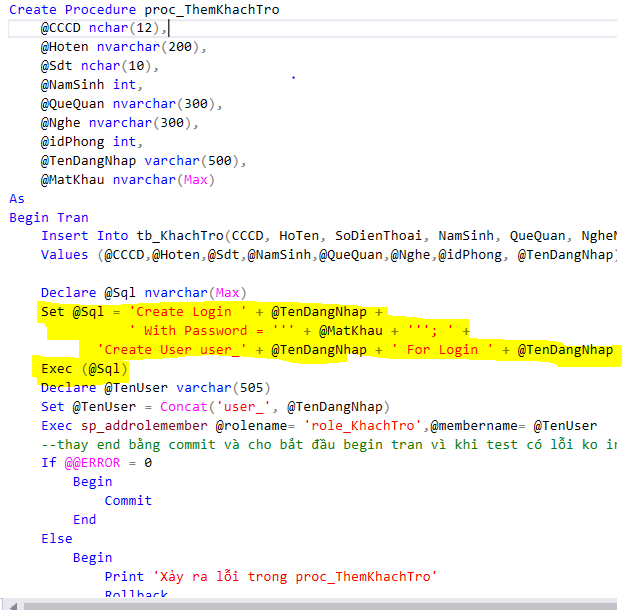 Create Procedure proc_ThemKhachTro
@CCCD nchar(12),
@Hoten nvarchar(200),
@Sdt nchar(10),
@NamSinh int,
@QueQuan nvarchar(300),
@Nghe nvarchar(300),
@idPhong int,
@TenDangNhap varchar(500),
@MatKhau nvarchar(Max)
As
Begin Tran
Insert Into tb_KhachTro(CCCD, HoTen, SoDienThoai, NamSinh, QueQuan, Nghe
Values (@CCCD,@Hoten,@Sdt,@NamSinh,@QueQuan,@Nghe,@idPhong, @TenDangNhap)
Declare @Sql nvarchar(Max)
Set @Sql = 'Create Login ' + @TenDangNhap +
' With Password = ''' + @MatKhau + '''; ' +
'Create User user_' + @TenDangNhap + ' For Login ' + @TenDangNhap
Exec (@Sql)
Declare @TenUser varchar(505)
Set @TenUser = Concat('user_', @TenDangNhap)
Exec sp_addrolemember @rolename= 'role_KhachTro',@membername= @TenUser
--thay end bằng commit và cho bắt đầu begin tran vì khi test có lỗi ko
If @@ERROR = 0
Begin
Commit
End
Else
Begin
Print 'Xảy ra lỗi trong proc_ThemKhachTro'
Rollback